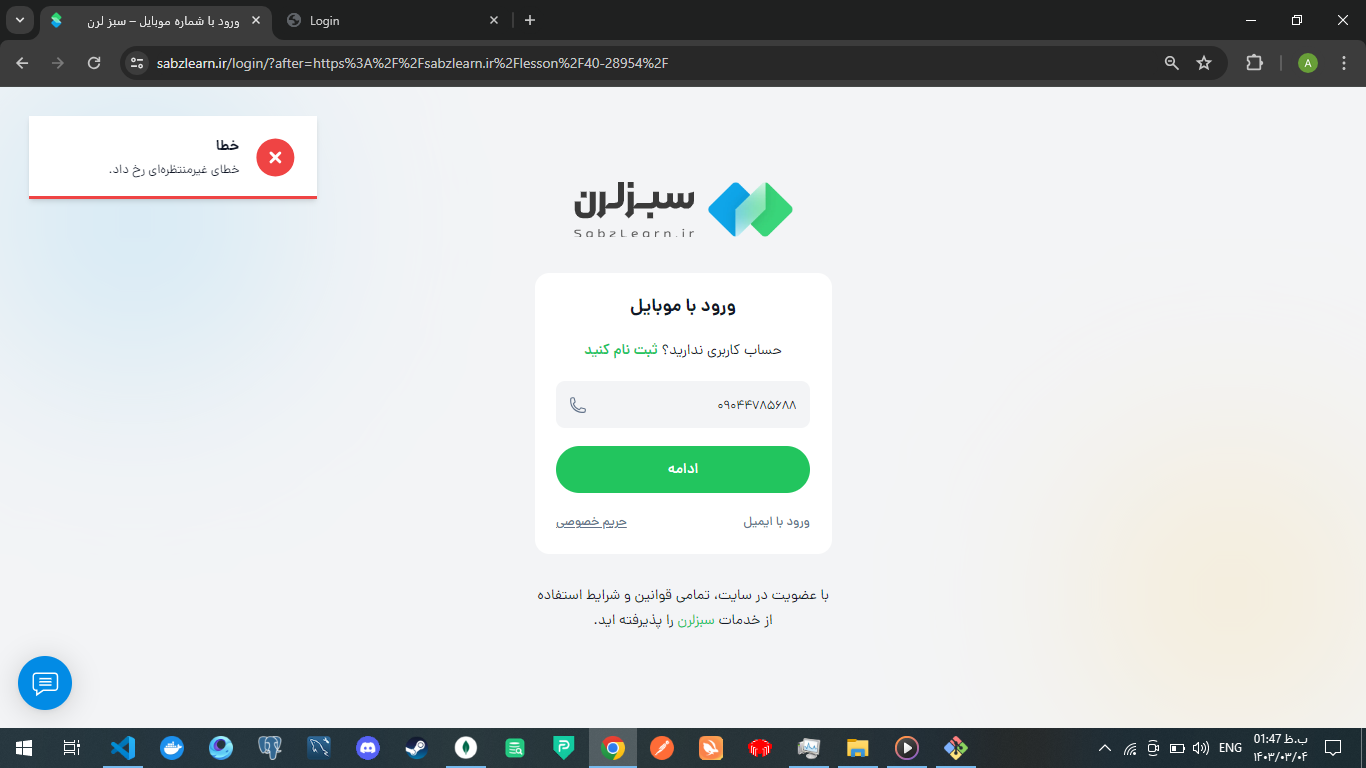 ورود با شماره موبایل – سبز لرن
Login
sabzlearn.ir/login/?after=https%3A%2F%2Fsabzlearn.ir%2Flesson%2F40-28954%2F
A
خطا
خطای غیرمنتظره‌ای رخ داد.
سبزلرن
SabzLearn.ir
ورود با موبایل
حساب کاربری ندارید؟ ثبت نام کنید
۰۹۰۴۴۷۸۵۶۸۸
ادامه
ورود با ایمیل
حریم خصوصی
با عضویت در سایت، تمامی قوانین و شرایط استفاده
از خدمات سبزلرن را پذیرفته اید.
ENG
01:47 ب.ظ
۱۴۰۳/۰۳/۰۴